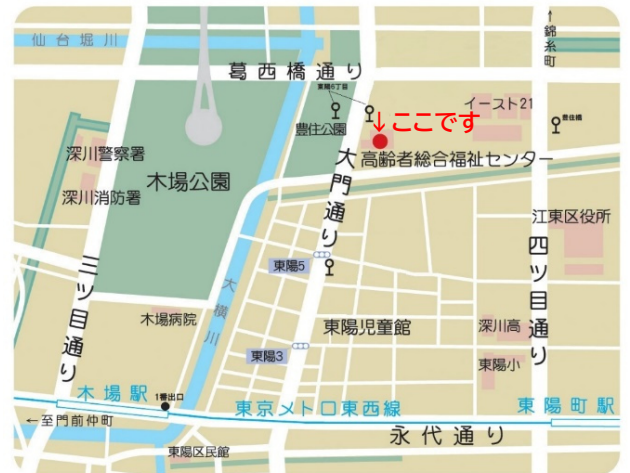 仙台堀川
↑錦糸町
葛西橋通り
東陽6丁目
イースト21
豊住橋
↓ここです
豊住公園
高齢者総合福祉センター
深川警察署
木場公園
深川消防署
大門通り
江東区役所
四ツ目通り
三ツ目通り
東陽5
大横川
木場病院
東陽児童館
深川高
東陽3
東陽小
木場駅
1番出口
東京メトロ東西線
東陽町駅
←至門前仲町
永代通り
東陽区民館